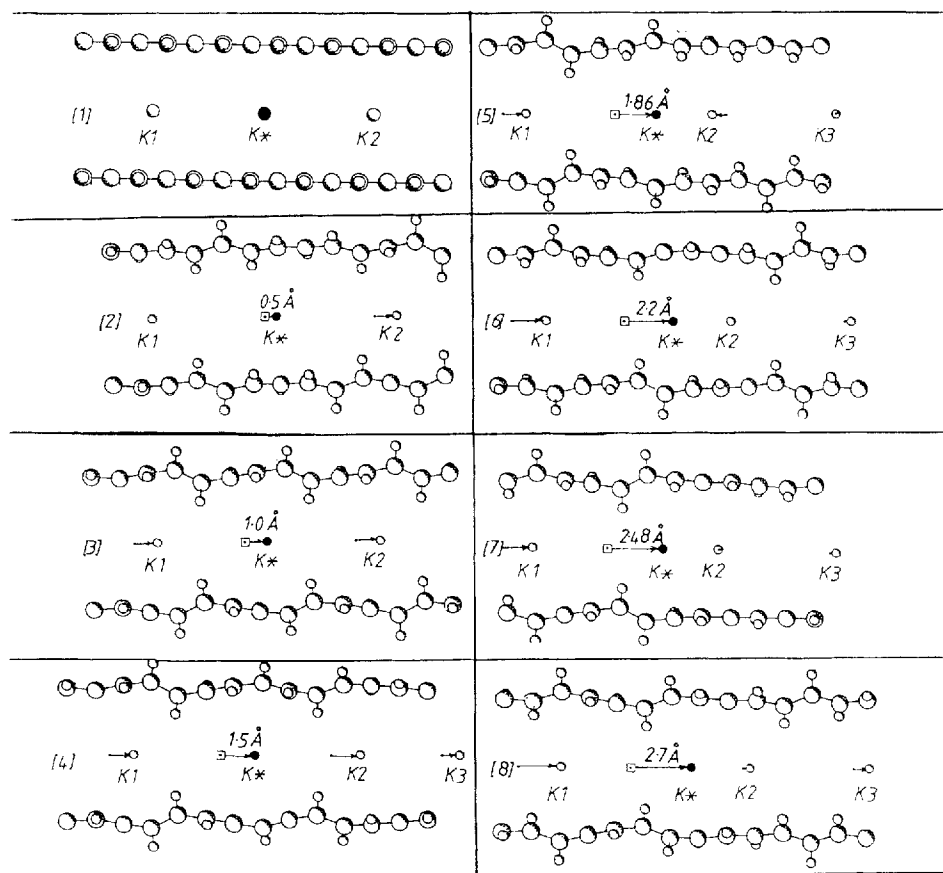 [1] K1 K* K2
[2] 0.5 Å K1 K* K2
[3] 1.0 Å K1 K* K2
[4] 1.5 Å K1 K* K2 K3
[5] 1.86 Å K1 K* K2 K3
[6] 2.2 Å K1 K* K2 K3
[7] 2.48 Å K1 K* K2 K3
[8] 2.7 Å K1 K* K2 K3